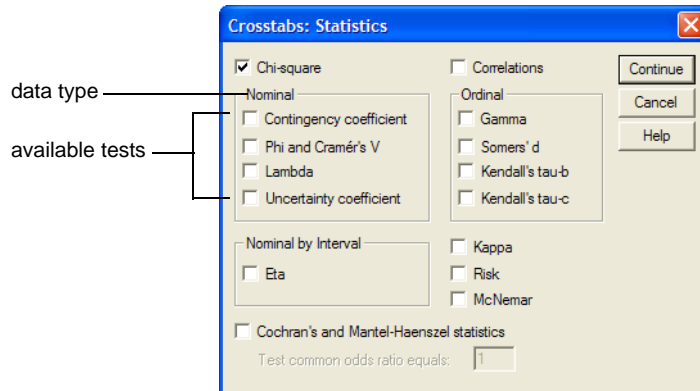 Crosstabs: Statistics
Chi-square
Correlations
Continue
data type
Nominal
Ordinal
Cancel
Contingency coefficient
Gamma
Help
available tests
Phi and Cramér's V
Somers' d
Lambda
Kendall's tau-b
Uncertainty coefficient
Kendall's tau-c
Nominal by Interval
Kappa
Eta
Risk
McNemar
Cochran's and Mantel-Haenszel statistics
Test common odds ratio equals: 1